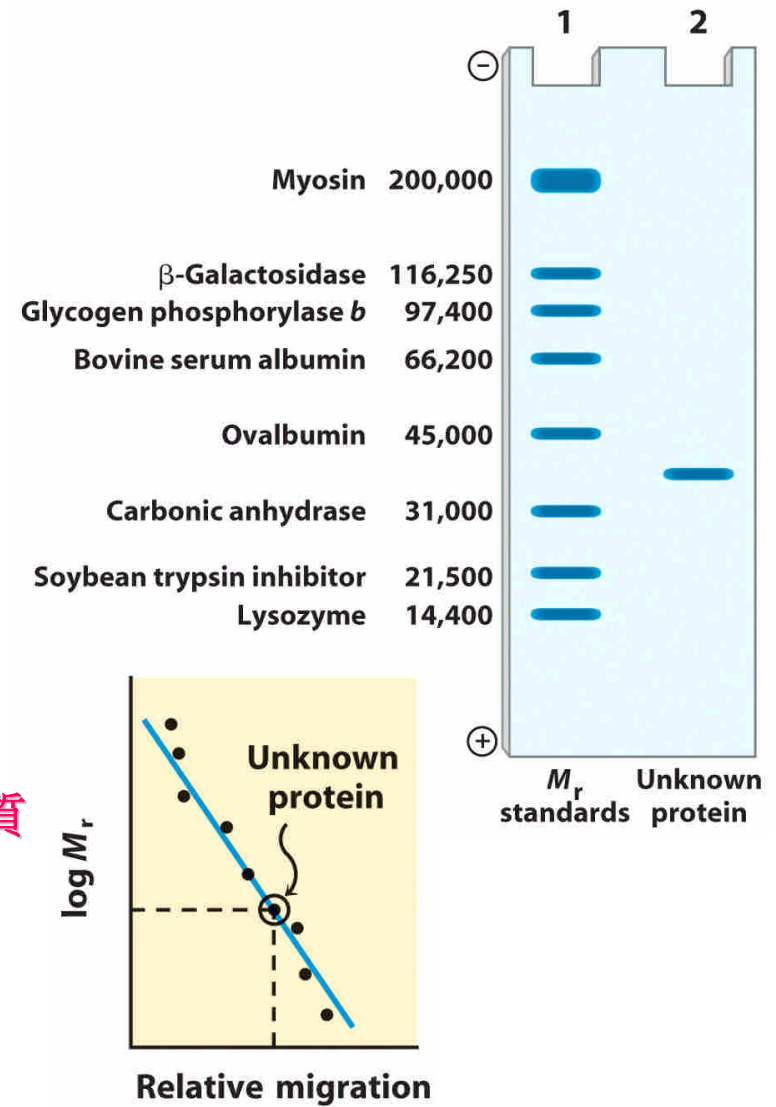 1 2
−
Myosin 200,000
β-Galactosidase 116,250
Glycogen phosphorylase b 97,400
Bovine serum albumin 66,200
Ovalbumin 45,000
Carbonic anhydrase 31,000
Soybean trypsin inhibitor 21,500
Lysozyme 14,400
+
Mr Unknown
standards protein
質
Unknown
protein
log Mr
Relative migration